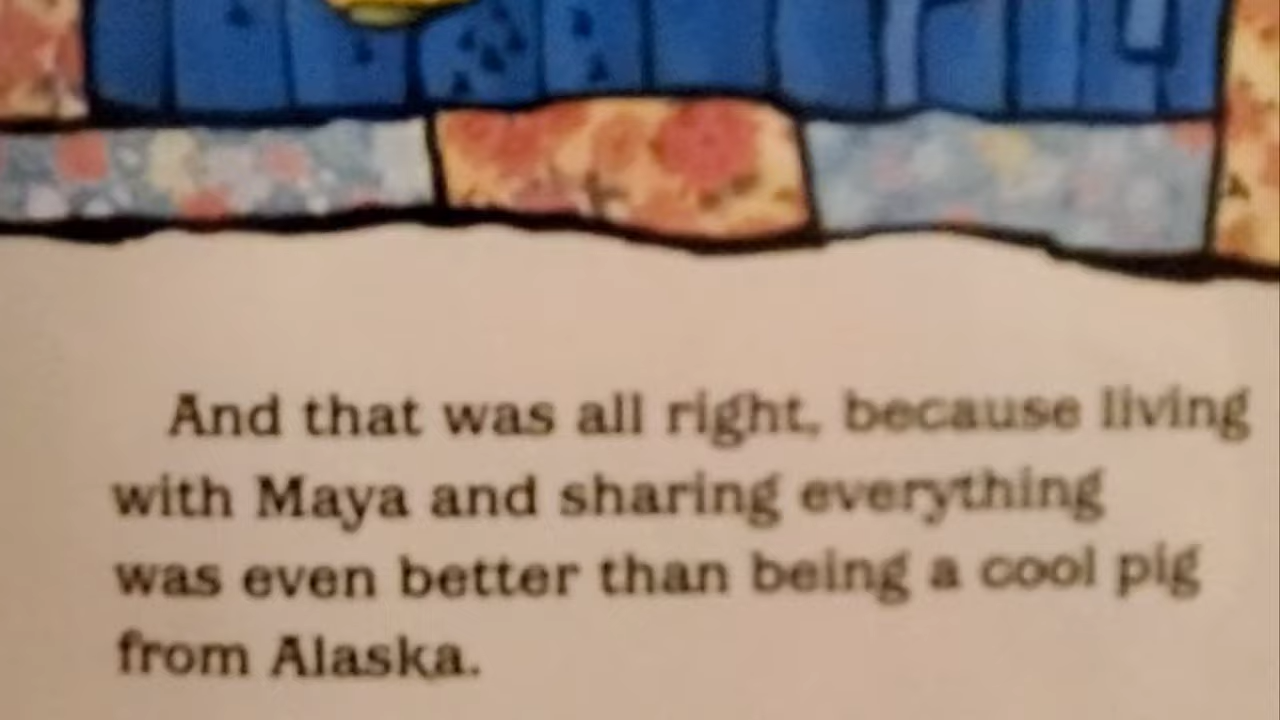 And that was all right, because living
with Maya and sharing everything
was even better than being a cool pig
from Alaska.